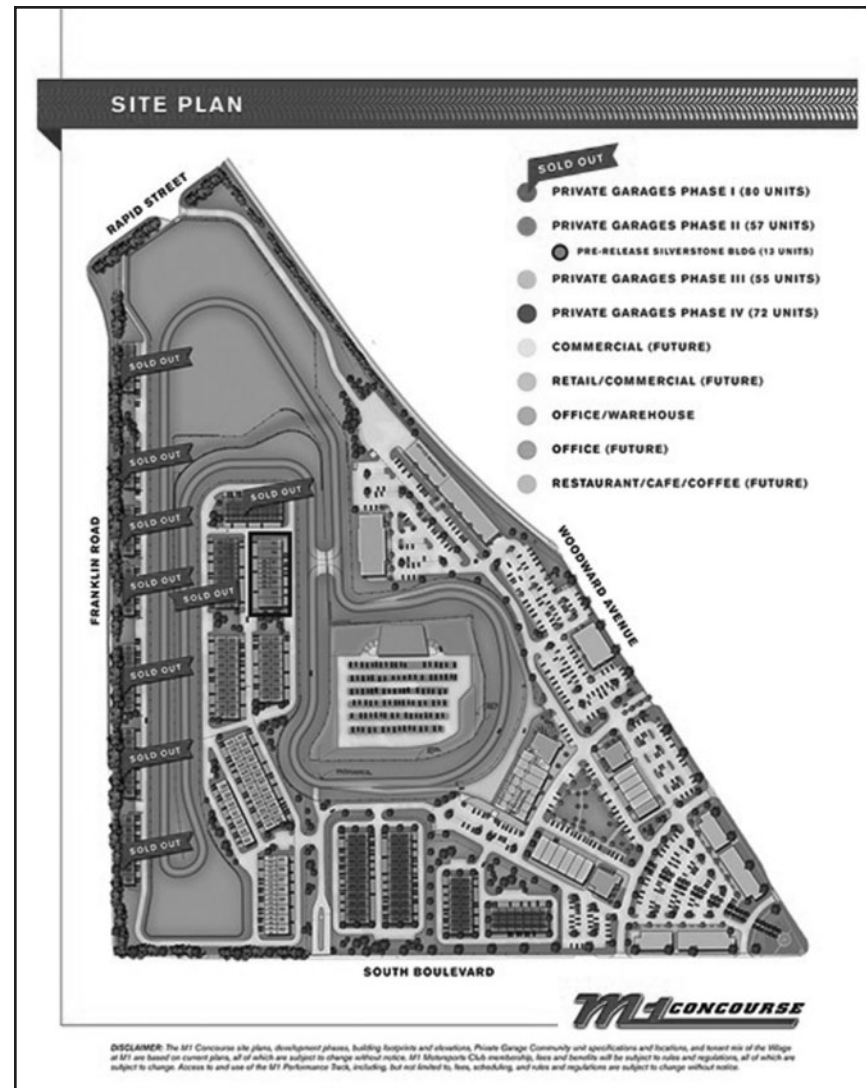 SITE PLAN
SOLD OUT
PRIVATE GARAGES PHASE I (80 UNITS)
PRIVATE GARAGES PHASE II (57 UNITS)
PRE-RELEASE SILVERSTONE BLDG (13 UNITS)
PRIVATE GARAGES PHASE III (55 UNITS)
PRIVATE GARAGES PHASE IV (72 UNITS)
COMMERCIAL (FUTURE)
RETAIL/COMMERCIAL (FUTURE)
OFFICE/WAREHOUSE
OFFICE (FUTURE)
RESTAURANT/CAFE/COFFEE (FUTURE)
RAPID STREET
SOLD OUT
SOLD OUT
SOLD OUT
SOLD OUT
SOLD OUT
SOLD OUT
SOLD OUT
SOLD OUT
SOLD OUT
FRANKLIN ROAD
WOODWARD AVENUE
SOUTH BOULEVARD
M1 CONCOURSE
DISCLAIMER: The M1 Concourse site plans, development phases, building footprints and elevations, Private Garage Community unit specifications and locations, and tenant mix of the Village
at M1 are based on current plans, all of which are subject to change without notice. M1 Motorsports Club membership, fees and benefits will be subject to rules and regulations, all of which are
subject to change. Access to and use of the M1 Performance Track, including, but not limited to, fees, scheduling, and rules and regulations are subject to change without notice.